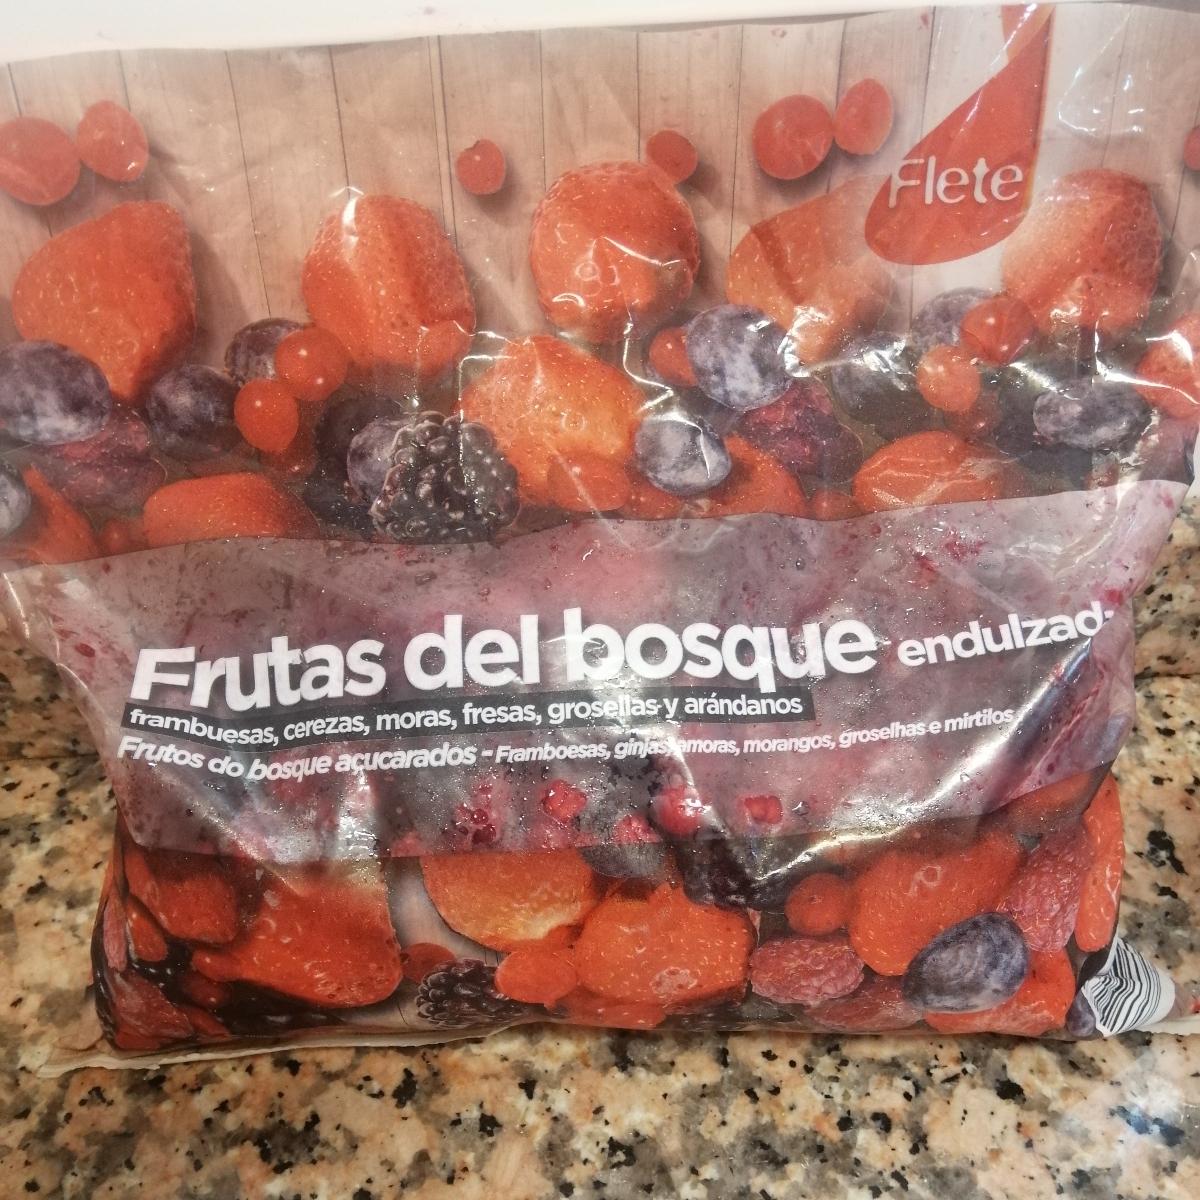 Flete
Frutas del bosque endulzad
frambuesas, cerezas, moras, fresas, grosellas y arándanos
Frutos do bosque açucarados - Framboesas, ginjas, amoras, morangos, groselhas e mirtilos